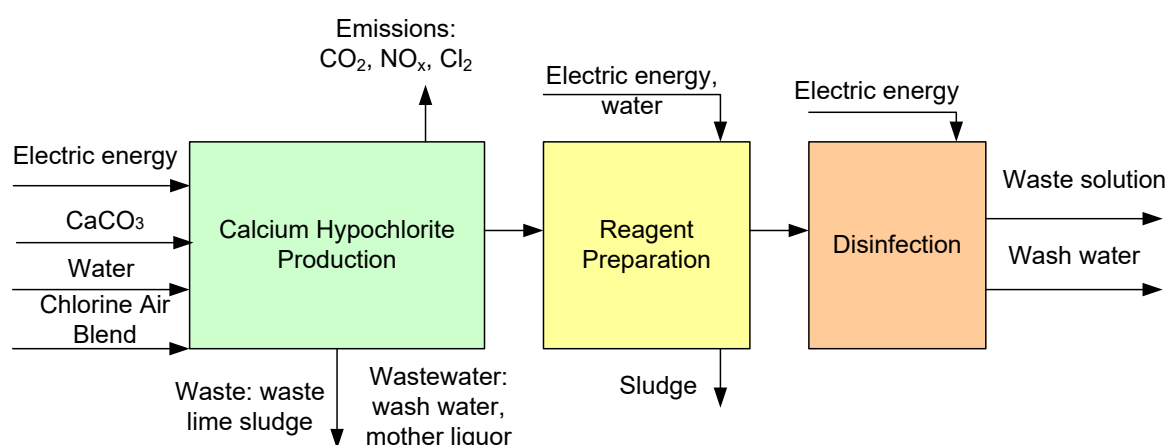 Emissions:
CO₂, NOₓ, Cl₂
Electric energy,
water
Electric energy
Electric energy
CaCO₃
Water
Chlorine Air
Blend
Calcium Hypochlorite
Production
Reagent
Preparation
Disinfection
Waste solution
Wash water
Waste: waste
lime sludge
Wastewater:
wash water,
mother liquor
Sludge